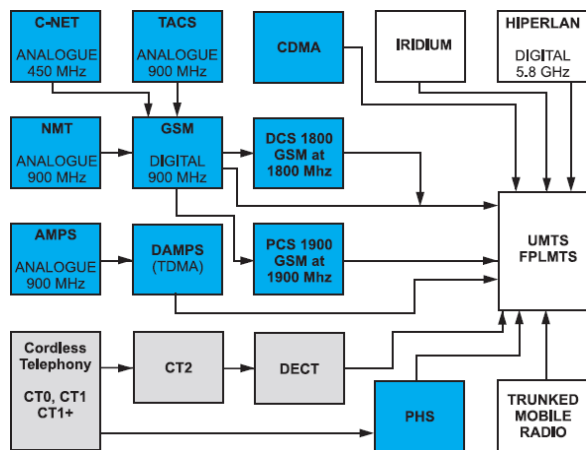 C-NET
ANALOGUE
450 MHz
TACS
ANALOGUE
900 MHz
CDMA
IRIDIUM
HIPERLAN
DIGITAL
5.8 GHz
NMT
ANALOGUE
900 MHz
GSM
DIGITAL
900 MHz
DCS 1800
GSM at
1800 Mhz
UMTS
FPLMTS
AMPS
ANALOGUE
900 MHz
DAMPS
(TDMA)
PCS 1900
GSM at
1900 Mhz
Cordless
Telephony
CT0, CT1
CT1+
CT2
DECT
PHS
TRUNKED
MOBILE
RADIO